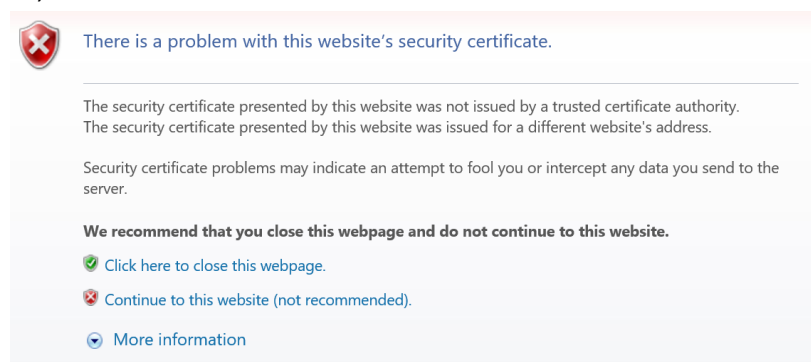 There is a problem with this website’s security certificate.
The security certificate presented by this website was not issued by a trusted certificate authority.
The security certificate presented by this website was issued for a different website's address.
Security certificate problems may indicate an attempt to fool you or intercept any data you send to the
server.
We recommend that you close this webpage and do not continue to this website.
Click here to close this webpage.
Continue to this website (not recommended).
More information